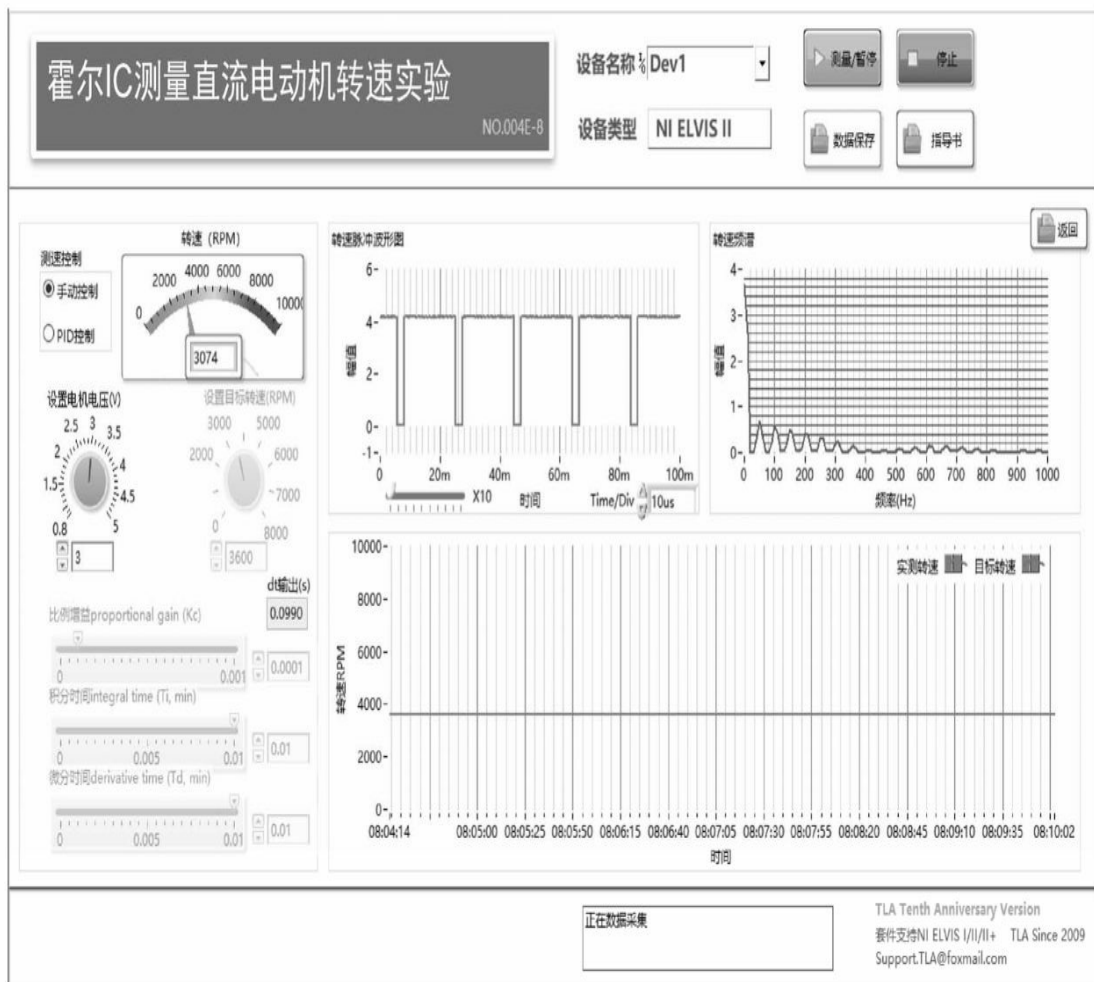 霍尔IC测量直流电动机转速实验
NO.004E-8
设备名称 Dev1
设备类型 NI ELVIS II
测量/暂停
停止
数据保存
指导书
返回
测速控制
手动控制
PID控制
转速 (RPM)
0 2000 4000 6000 8000 10000
3074
设置电机电压(V)
0.8 1.5 2 2.5 3 3.5 4 4.5 5
3
设置目标转速(RPM)
0 2000 3000 5000 6000 7000 8000
3600
dt输出(s)
0.0990
比例增益proportional gain (Kc)
0 0.001
0.0001
积分时间integral time (Ti, min)
0 0.005 0.01
0.01
微分时间derivative time (Td, min)
0 0.005 0.01
0.01
转速脉冲波形图
幅值
6
4
2
0
-1
0 20m 40m 60m 80m 100m
X10
时间
Time/Div
10us
转速频谱
幅值
4
3
2
1
0
0 100 200 300 400 500 600 700 800 900 1000
频率(Hz)
实测转速
目标转速
转速RPM
10000
8000
6000
4000
2000
0
08:04:14 08:05:00 08:05:25 08:05:50 08:06:15 08:06:40 08:07:05 08:07:30 08:07:55 08:08:20 08:08:45 08:09:10 08:09:35 08:10:02
时间
正在数据采集
TLA Tenth Anniversary Version
套件支持NI ELVIS I/II/II+ TLA Since 2009
Support.TLA@foxmail.com